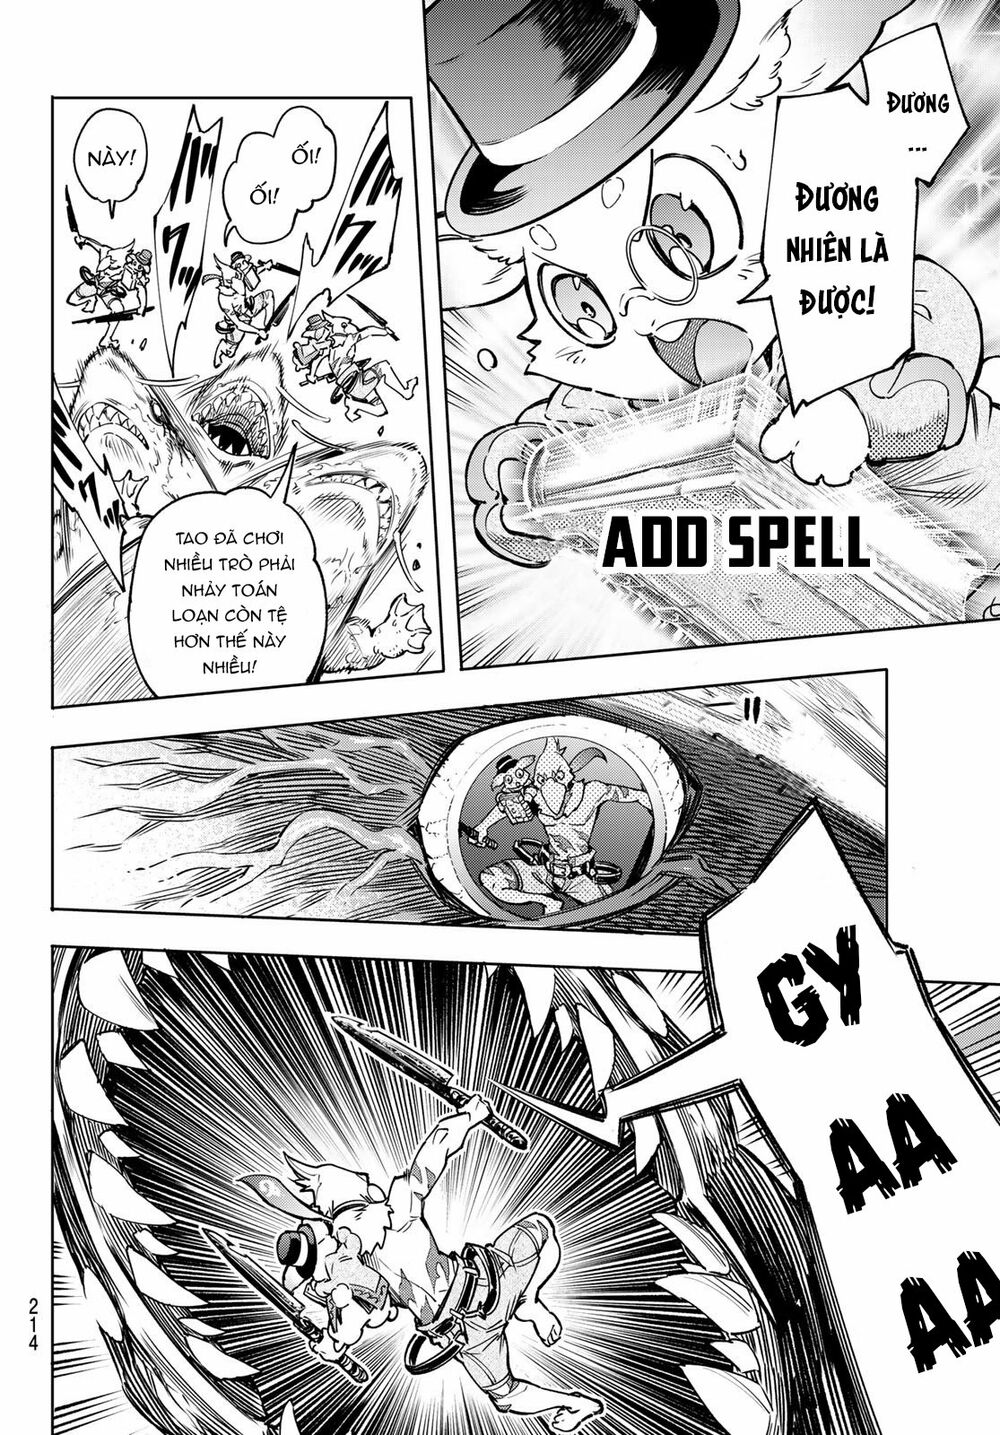 ĐƯƠNG
...
ĐƯƠNG
NHIÊN LÀ
ĐƯỢC!
ADD SPELL
ỐI!
ỐI!
NÀY!
TAO ĐÃ CHƠI
NHIỀU TRÒ PHẢI
NHẢY TOÁN
LOẠN CÒN TỆ
HƠN THẾ NÀY
NHIỀU!
GY
AA
AA
214